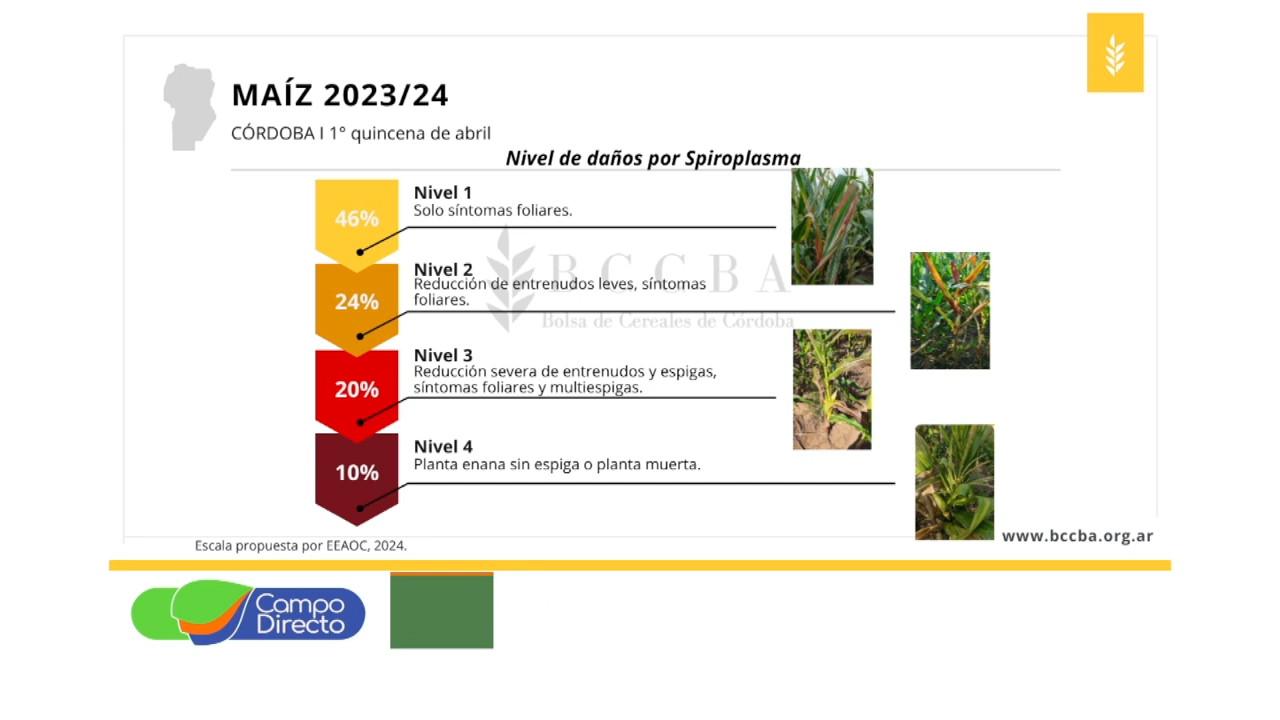 MAÍZ 2023/24
CÓRDOBA I 1° quincena de abril
Nivel de daños por Spiroplasma
46%
Nivel 1
Solo síntomas foliares.
24%
Nivel 2
Reducción de entrenudos leves, síntomas
foliares.
BCCBA
Bolsa de Cereales de Córdoba
20%
Nivel 3
Reducción severa de entrenudos y espigas,
síntomas foliares y multiespigas.
10%
Nivel 4
Planta enana sin espiga o planta muerta.
www.bccba.org.ar
Escala propuesta por EEAOC, 2024.
Campo
Directo